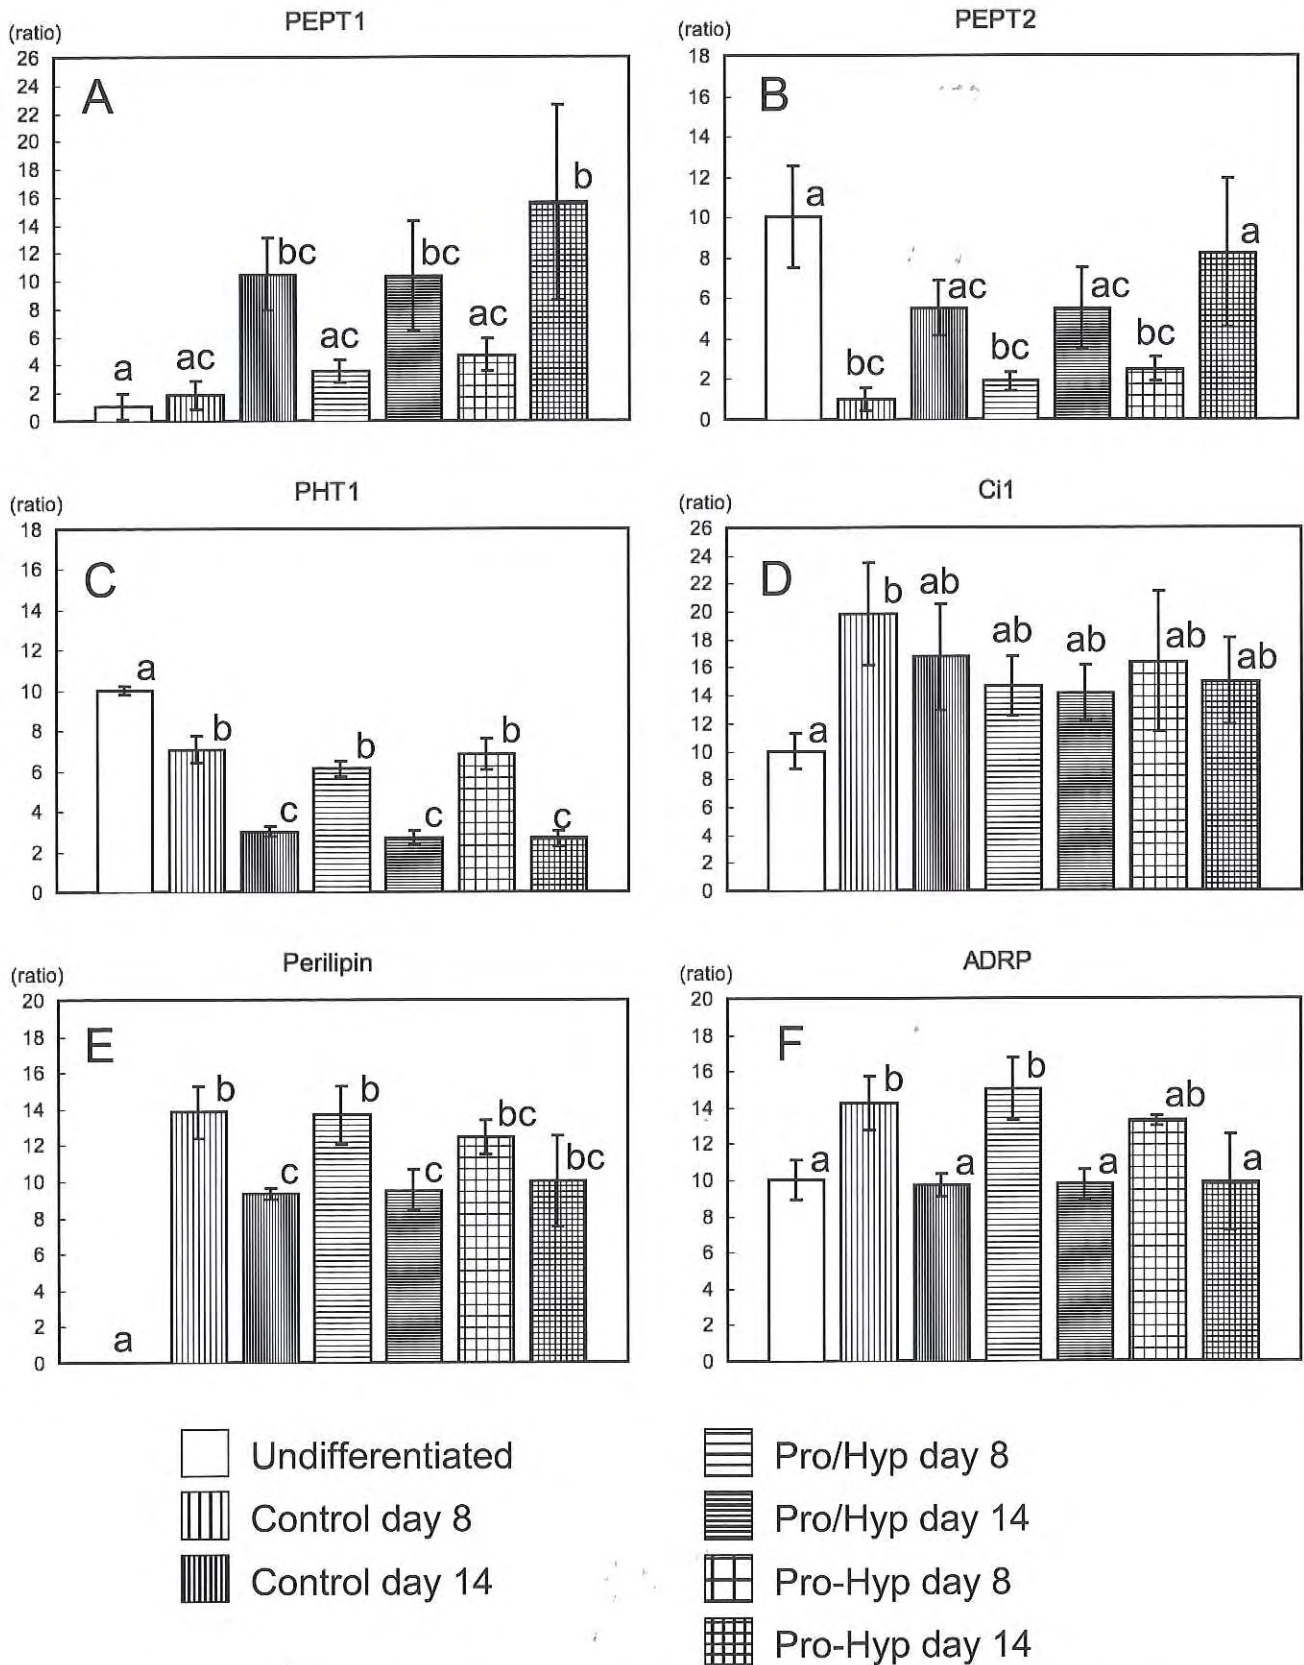 PEPT1
(ratio)
26
24
22
20
18
16
14
12
10
8
6
4
2
0
A
a
ac
bc
ac
bc
ac
b
PEPT2
(ratio)
18
16
14
12
10
8
6
4
2
0
B
a
bc
ac
bc
ac
bc
a
PHT1
(ratio)
18
16
14
12
10
8
6
4
2
0
C
a
b
c
b
c
b
c
Ci1
(ratio)
26
24
22
20
18
16
14
12
10
8
6
4
2
0
D
a
b
ab
ab
ab
ab
ab
Perilipin
(ratio)
20
18
16
14
12
10
8
6
4
2
0
E
a
b
c
b
c
bc
bc
ADRP
(ratio)
20
18
16
14
12
10
8
6
4
2
0
F
a
b
a
b
a
ab
a
Undifferentiated
Control day 8
Control day 14
Pro/Hyp day 8
Pro/Hyp day 14
Pro-Hyp day 8
Pro-Hyp day 14